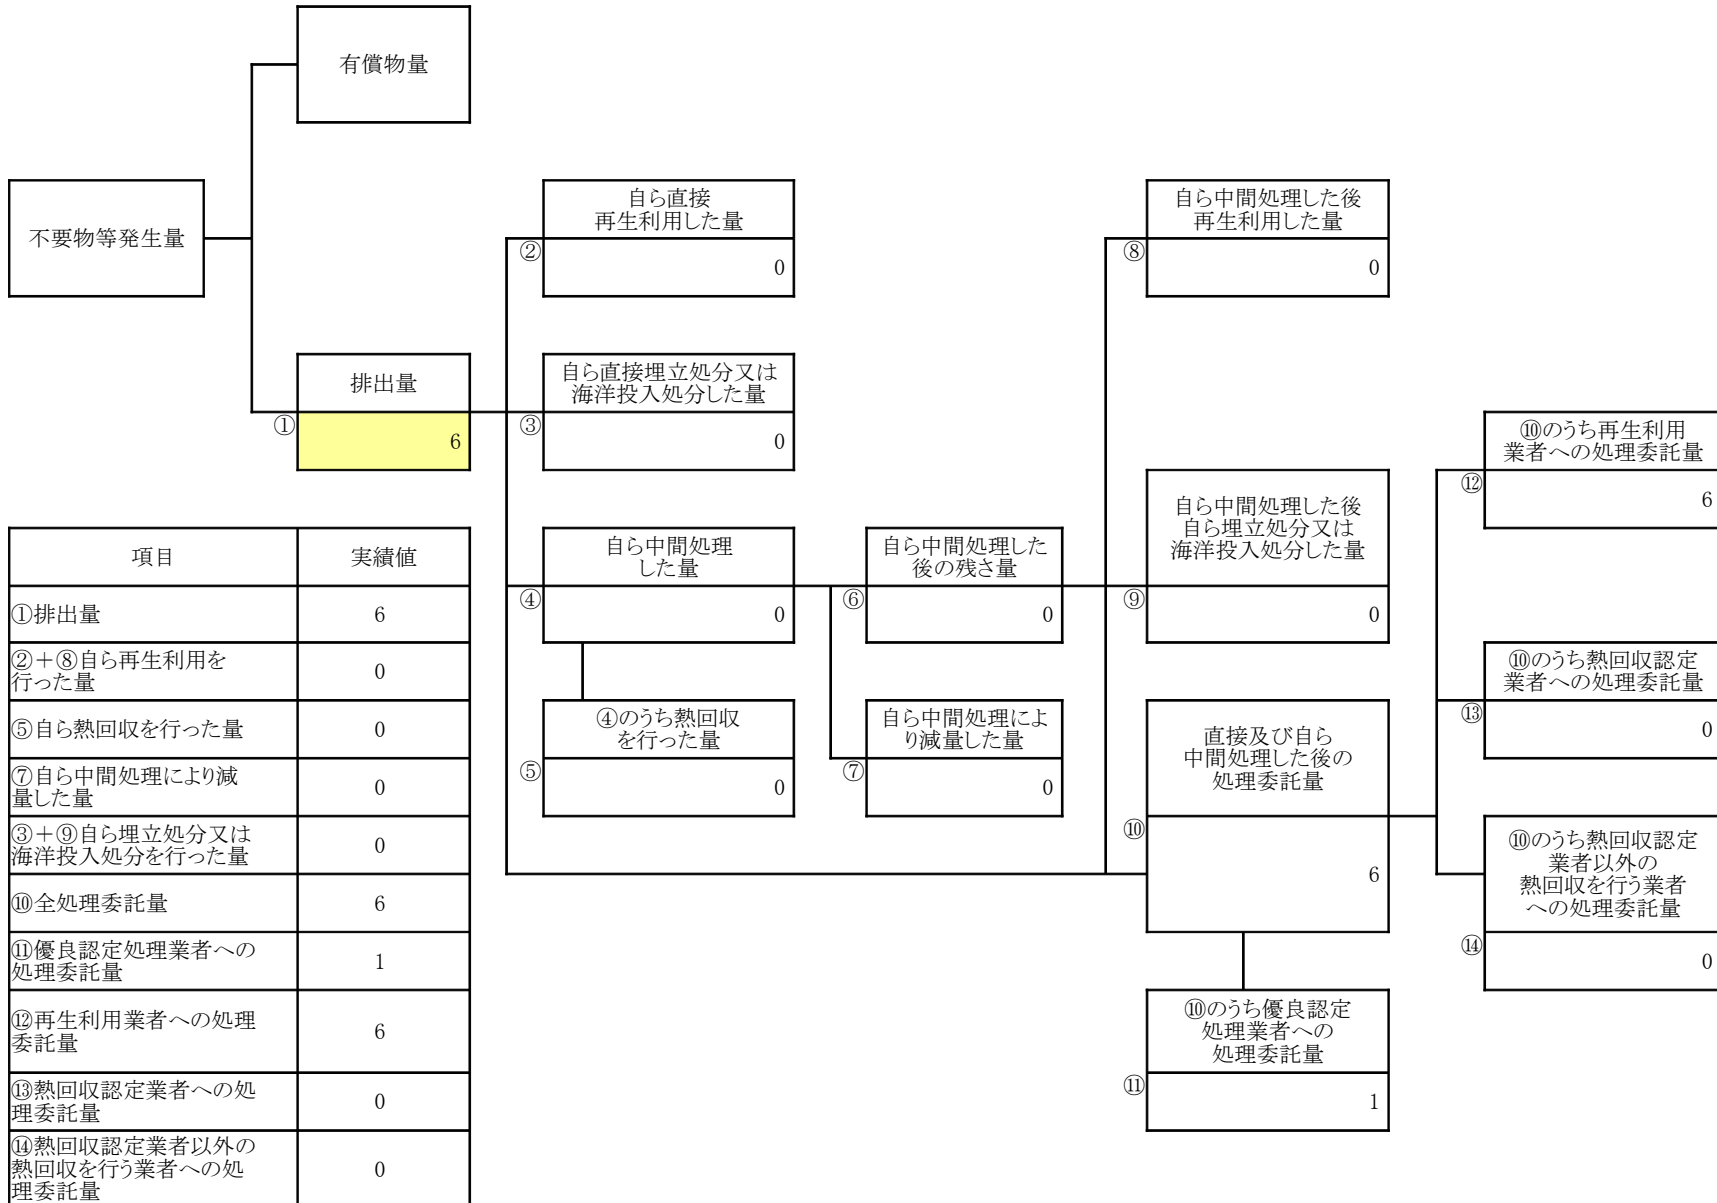 有償物量
不要物等発生量
自ら直接
再生利用した量
②
0
自ら中間処理した後
再生利用した量
⑧
0
排出量
①
6
自ら直接埋立処分又は
海洋投入処分した量
③
0
⑩のうち再生利用
業者への処理委託量
⑫
6
自ら中間処理した後
自ら埋立処分又は
海洋投入処分した量
⑨
0
自ら中間処理
した量
④
0
自ら中間処理した
後の残さ量
⑥
0
⑩のうち熱回収認定
業者への処理委託量
⑬
0
④のうち熱回収
を行った量
⑤
0
自ら中間処理によ
り減量した量
⑦
0
直接及び自ら
中間処理した後の
処理委託量
⑩
6
⑩のうち熱回収認定
業者以外の
熱回収を行う業者
への処理委託量
⑭
0
⑩のうち優良認定
処理業者への
処理委託量
⑪
1
項目 実績値
①排出量 6
②＋⑧自ら再生利用を
行った量 0
⑤自ら熱回収を行った量 0
⑦自ら中間処理により減
量した量 0
③＋⑨自ら埋立処分又は
海洋投入処分を行った量 0
⑩全処理委託量 6
⑪優良認定処理業者への
処理委託量 1
⑫再生利用業者への処理
委託量 6
⑬熱回収認定業者への処
理委託量 0
⑭熱回収認定業者以外の
熱回収を行う業者への処
理委託量 0